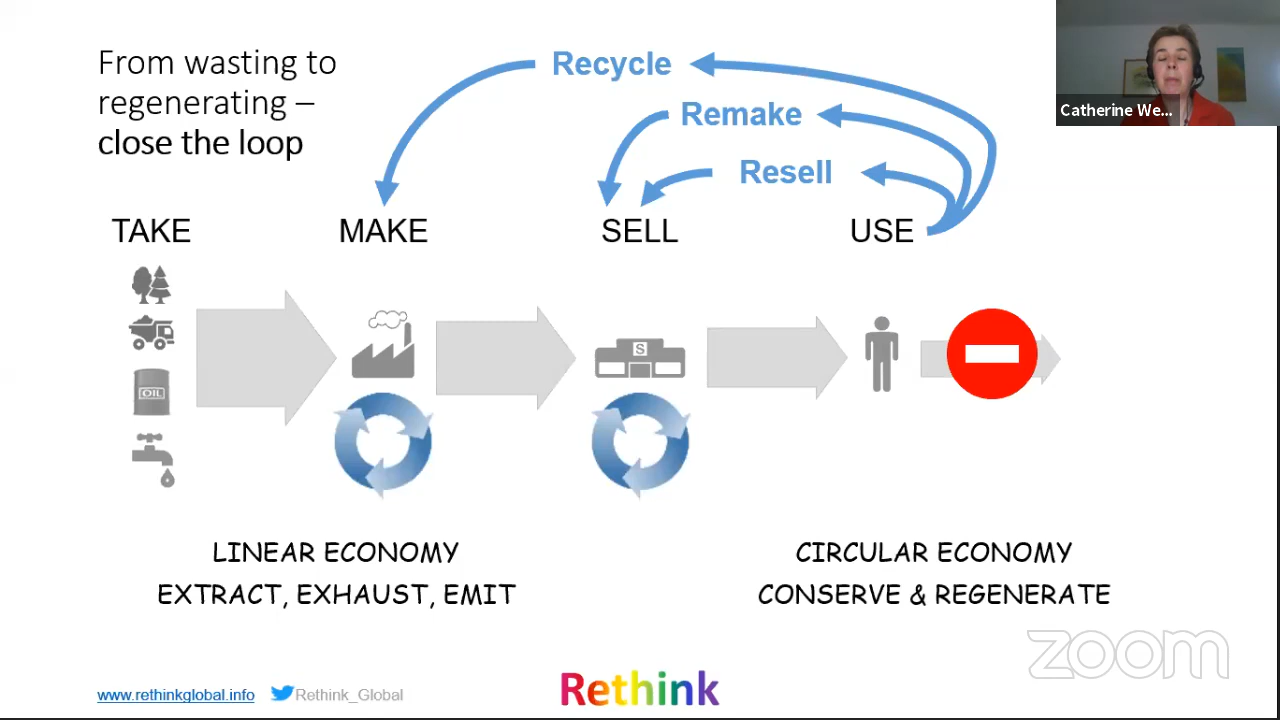 From wasting to
regenerating –
close the loop
Recycle
Remake
Resell
Catherine We...
TAKE
MAKE
SELL
USE
OIL
S
LINEAR ECONOMY
EXTRACT, EXHAUST, EMIT
CIRCULAR ECONOMY
CONSERVE & REGENERATE
zoom
www.rethinkglobal.info
Rethink_Global
Rethink